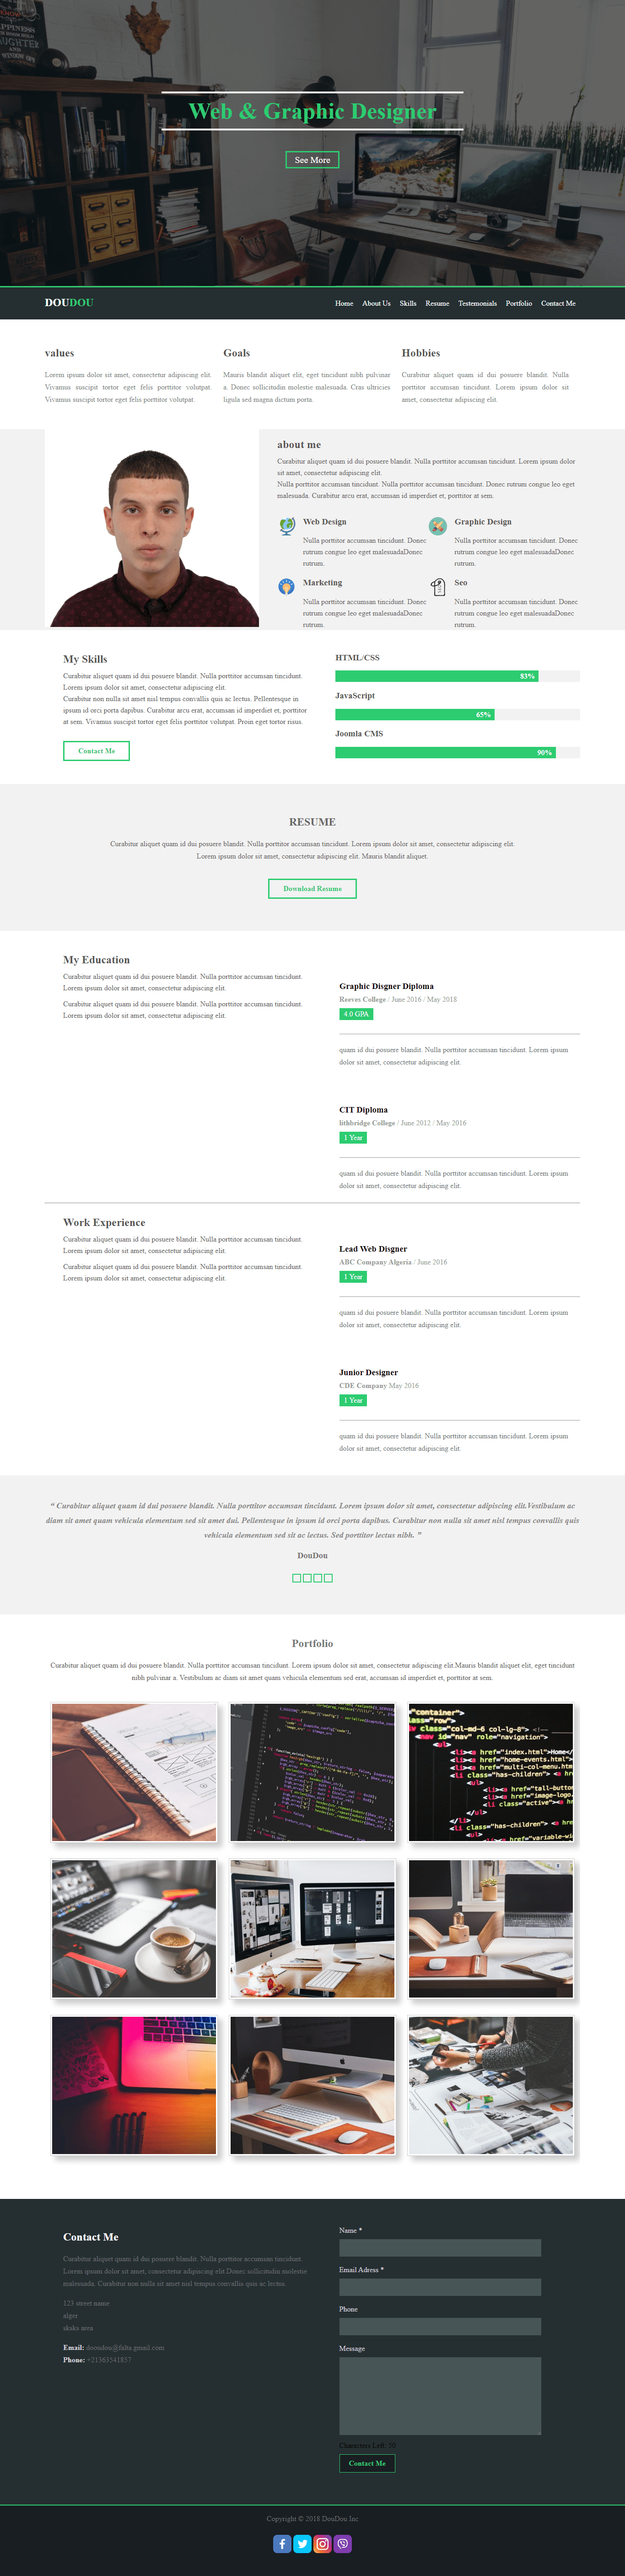 Web & Graphic Designer
See More
DOUDOU
Home About Us Skills Resume Testemonials Portfolio Contact Me
values Goals Hobbies
Lorem ipsum dolor sit amet, consectetur adipiscing elit.
Vivamus suscipit tortor eget felis porttitor volutpat.
Vivamus suscipit tortor eget felis porttitor volutpat.
Mauris blandit aliquet elit, eget tincidunt nibh pulvinar
a. Donec sollicitudin molestie malesuada. Cras ultricies
ligula sed magna dictum porta.
Curabitur aliquet quam id dui posuere blandit. Nulla
porttitor accumsan tincidunt. Lorem ipsum dolor sit
amet, consectetur adipiscing elit.
about me
Curabitur aliquet quam id dui posuere blandit. Nulla porttitor accumsan tincidunt. Lorem ipsum dolor
sit amet, consectetur adipiscing elit.
Nulla porttitor accumsan tincidunt. Nulla porttitor accumsan tincidunt. Donec rutrum congue leo eget
malesuada. Curabitur arcu erat, accumsan id imperdiet et, porttitor at sem.
Web Design
Nulla porttitor accumsan tincidunt. Donec
rutrum congue leo eget malesuadaDonec
rutrum.
Graphic Design
Nulla porttitor accumsan tincidunt. Donec
rutrum congue leo eget malesuadaDonec
rutrum.
Marketing
Nulla porttitor accumsan tincidunt. Donec
rutrum congue leo eget malesuadaDonec
rutrum.
Seo
Nulla porttitor accumsan tincidunt. Donec
rutrum congue leo eget malesuadaDonec
rutrum.
My Skills
Curabitur aliquet quam id dui posuere blandit. Nulla porttitor accumsan tincidunt.
Lorem ipsum dolor sit amet, consectetur adipiscing elit.
Curabitur non nulla sit amet nisl tempus convallis quis ac lectus. Pellentesque in
ipsum id orci porta dapibus. Curabitur arcu erat, accumsan id imperdiet et, porttitor
at sem. Vivamus suscipit tortor eget felis porttitor volutpat. Proin eget tortor risus.
Contact Me
HTML/CSS
83%
JavaScript
65%
Joomla CMS
90%
RESUME
Curabitur aliquet quam id dui posuere blandit. Nulla porttitor accumsan tincidunt. Lorem ipsum dolor sit amet, consectetur adipiscing elit.
Lorem ipsum dolor sit amet, consectetur adipiscing elit. Mauris blandit aliquet.
Download Resume
My Education
Curabitur aliquet quam id dui posuere blandit. Nulla porttitor accumsan tincidunt.
Lorem ipsum dolor sit amet, consectetur adipiscing elit.
Curabitur aliquet quam id dui posuere blandit. Nulla porttitor accumsan tincidunt.
Lorem ipsum dolor sit amet, consectetur adipiscing elit.
Graphic Disgner Diploma
Reeves College / June 2016 / May 2018
4.0 GPA
quam id dui posuere blandit. Nulla porttitor accumsan tincidunt. Lorem ipsum
dolor sit amet, consectetur adipiscing elit.
CIT Diploma
lithbridge College / June 2012 / May 2016
1 Year
quam id dui posuere blandit. Nulla porttitor accumsan tincidunt. Lorem ipsum
dolor sit amet, consectetur adipiscing elit.
Work Experience
Curabitur aliquet quam id dui posuere blandit. Nulla porttitor accumsan tincidunt.
Lorem ipsum dolor sit amet, consectetur adipiscing elit.
Curabitur aliquet quam id dui posuere blandit. Nulla porttitor accumsan tincidunt.
Lorem ipsum dolor sit amet, consectetur adipiscing elit.
Lead Web Disgner
ABC Company Algeria / June 2016
1 Year
quam id dui posuere blandit. Nulla porttitor accumsan tincidunt. Lorem ipsum
dolor sit amet, consectetur adipiscing elit.
Junior Designer
CDE Company May 2016
1 Year
quam id dui posuere blandit. Nulla porttitor accumsan tincidunt. Lorem ipsum
dolor sit amet, consectetur adipiscing elit.
“ Curabitur aliquet quam id dui posuere blandit. Nulla porttitor accumsan tincidunt. Lorem ipsum dolor sit amet, consectetur adipiscing elit.Vestibulum ac
diam sit amet quam vehicula elementum sed sit amet dui. Pellentesque in ipsum id orci porta dapibus. Curabitur non nulla sit amet nisl tempus convallis quis
vehicula elementum sed sit ac lectus. Sed porttitor lectus nibh. ”
DouDou
Portfolio
Curabitur aliquet quam id dui posuere blandit. Nulla porttitor accumsan tincidunt. Lorem ipsum dolor sit amet, consectetur adipiscing elit.Mauris blandit aliquet elit, eget tincidunt
nibh pulvinar a. Vestibulum ac diam sit amet quam vehicula elementum sed erat, accumsan id imperdiet et, porttitor at sem.
Contact Me
Curabitur aliquet quam id dui posuere blandit. Nulla porttitor accumsan tincidunt.
Lorem ipsum dolor sit amet, consectetur adipiscing elit.Donec sollicitudin molestie
malesuada. Curabitur non nulla sit amet nisl tempus convallis quis ac lectus.
123 street name
alger
skaks area
Email: duoudou@falta.gmail.com
Phone: +21363541857
Name *
Email Adress *
Phone
Message
Characters Left: 50
Contact Me
Copyright © 2018 DouDou Inc